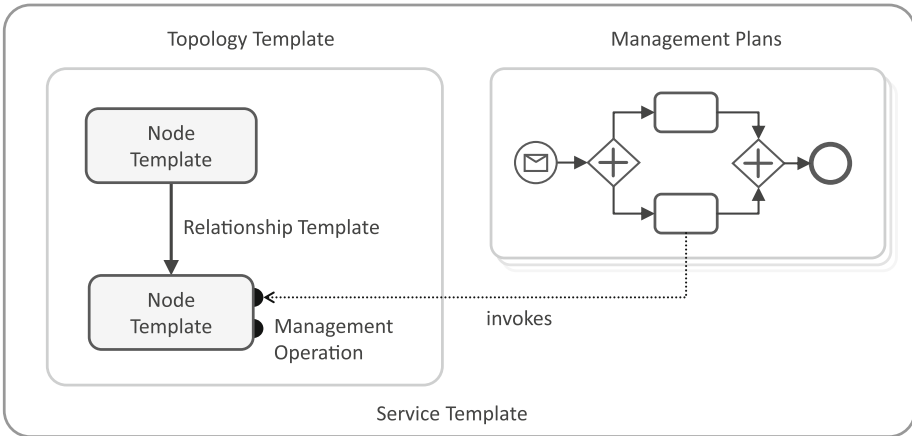 Topology Template
Management Plans
Node
Template
Relationship Template
Node
Template
Management
Operation
invokes
Service Template